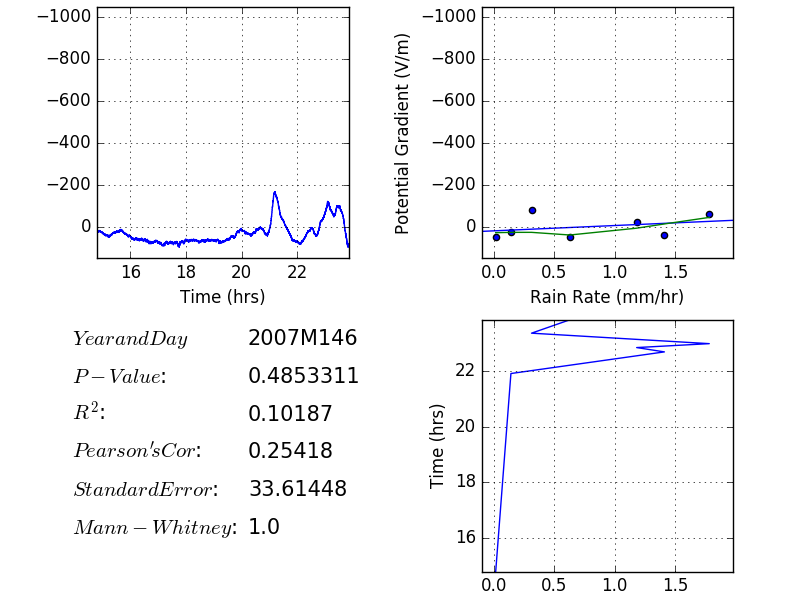 −1000
−800
−600
−400
−200
0
16 18 20 22
Time (hrs)
Potential Gradient (V/m)
−1000
−800
−600
−400
−200
0
0.0 0.5 1.0 1.5
Rain Rate (mm/hr)
YearandDay 2007M146
P−Value: 0.4853311
R²: 0.10187
Pearson'sCor: 0.25418
StandardError: 33.61448
Mann−Whitney: 1.0
Time (hrs)
22
20
18
16
0.0 0.5 1.0 1.5